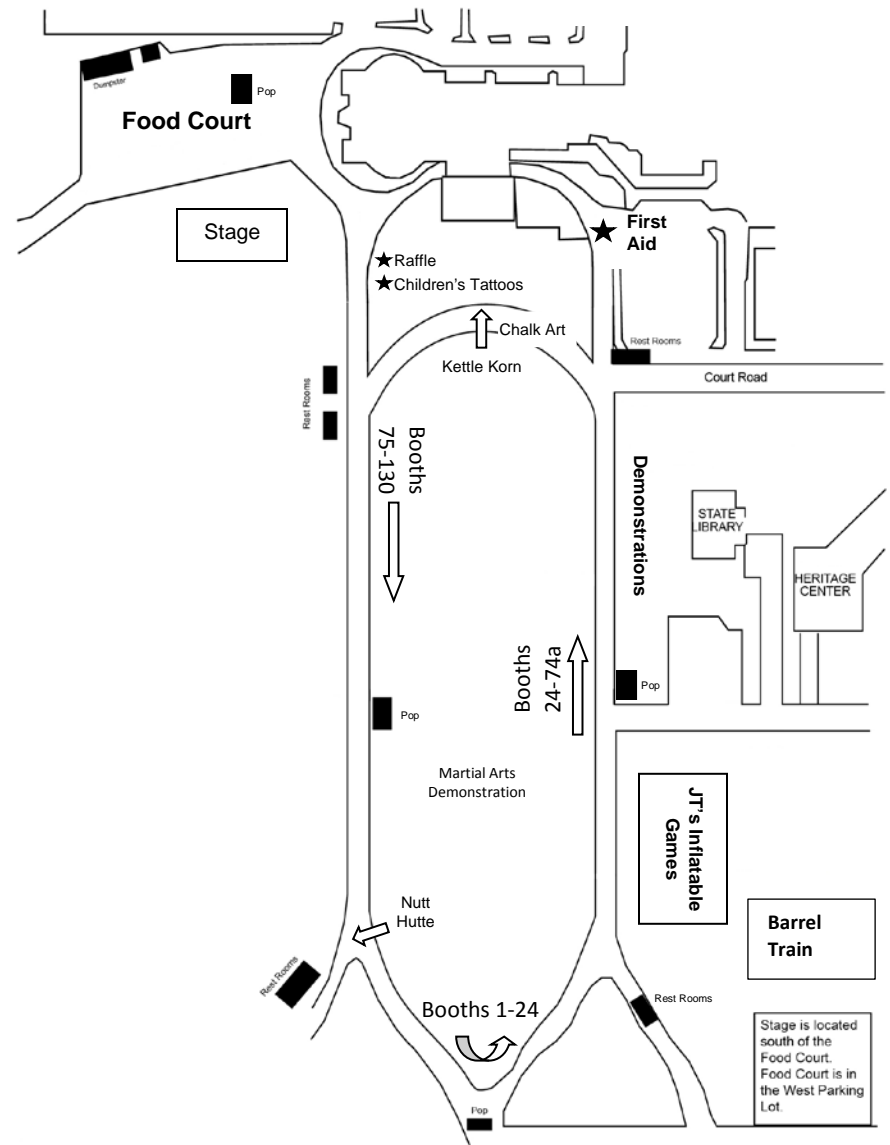 Dumpster
Pop
Food Court
Stage
First
Aid
Raffle
Children's Tattoos
Chalk Art
Kettle Korn
Rest Rooms
Court Road
Rest Rooms
Booths
75-130
Demonstrations
STATE
LIBRARY
HERITAGE
CENTER
Booths
24-74a
Pop
Pop
Martial Arts
Demonstration
JT's Inflatable
Games
Nutt
Hutte
Barrel
Train
Rest Rooms
Booths 1-24
Rest Rooms
Stage is located
south of the
Food Court.
Food Court is in
the West Parking
Lot.
Pop